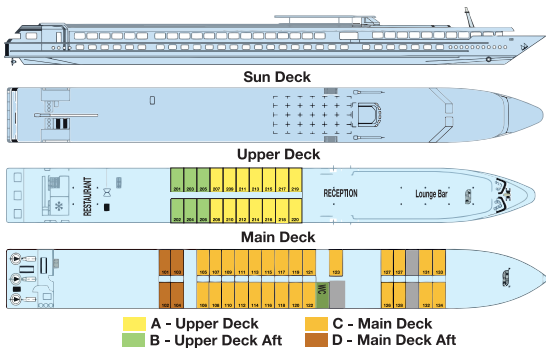 Sun Deck
Upper Deck
RESTAURANT
201 203 205 207 209 211 213 215 217 219
202 204 206 208 210 212 214 216 218 220
RECEPTION
Lounge Bar
Main Deck
101 103 105 107 109 111 113 115 117 119 121 123 127 131 133
102 104 106 108 110 112 114 116 118 120 122 WC 126 128 132 134
A - Upper Deck
B - Upper Deck Aft
C - Main Deck
D - Main Deck Aft